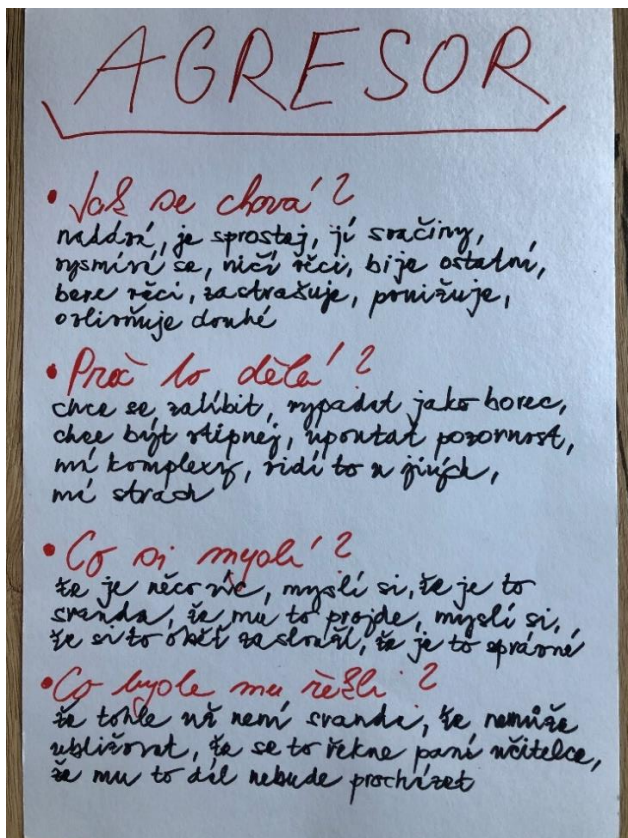 AGRESOR
• Jak se chová?
nadává, je sprostej, jí svačiny,
vysmívá se, ničí věci, bije ostatní,
bere věci, zastrašuje, ponižuje,
ovlivňuje druhé
• Proč to dělá?
chce se zalíbit, vypadat jako borec,
chce být vtipnej, upoutat pozornost,
má komplexy, vidí to u jiných,
má strach
• Co si myslí?
že je něco víc, myslí si, že je to
sranda, že mu to projde, myslí si,
že si to oběť zaslouží, že je to správné
• Co byste mu řekli?
že tohle už není sranda, že nemůže
ubližovat, že se to řekne paní učitelce,
že mu to dál nebude procházet